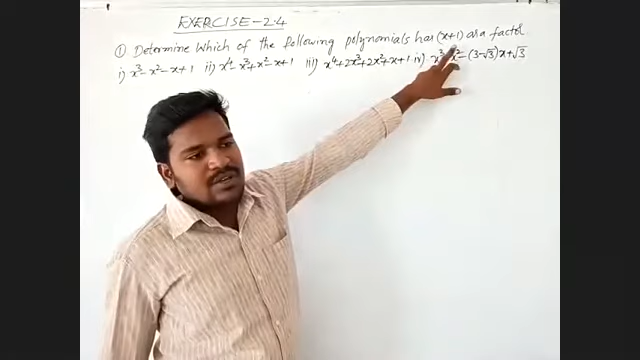 EXERCISE-2.4
① Determine which of the following polynomials has (x+1) as a factor
i) x³-x²-x+1 ii) x⁴-x³+x²-x+1 iii) x⁴+2x³+2x²+x+1 iv) x³ x²-(3-√3)x+√3